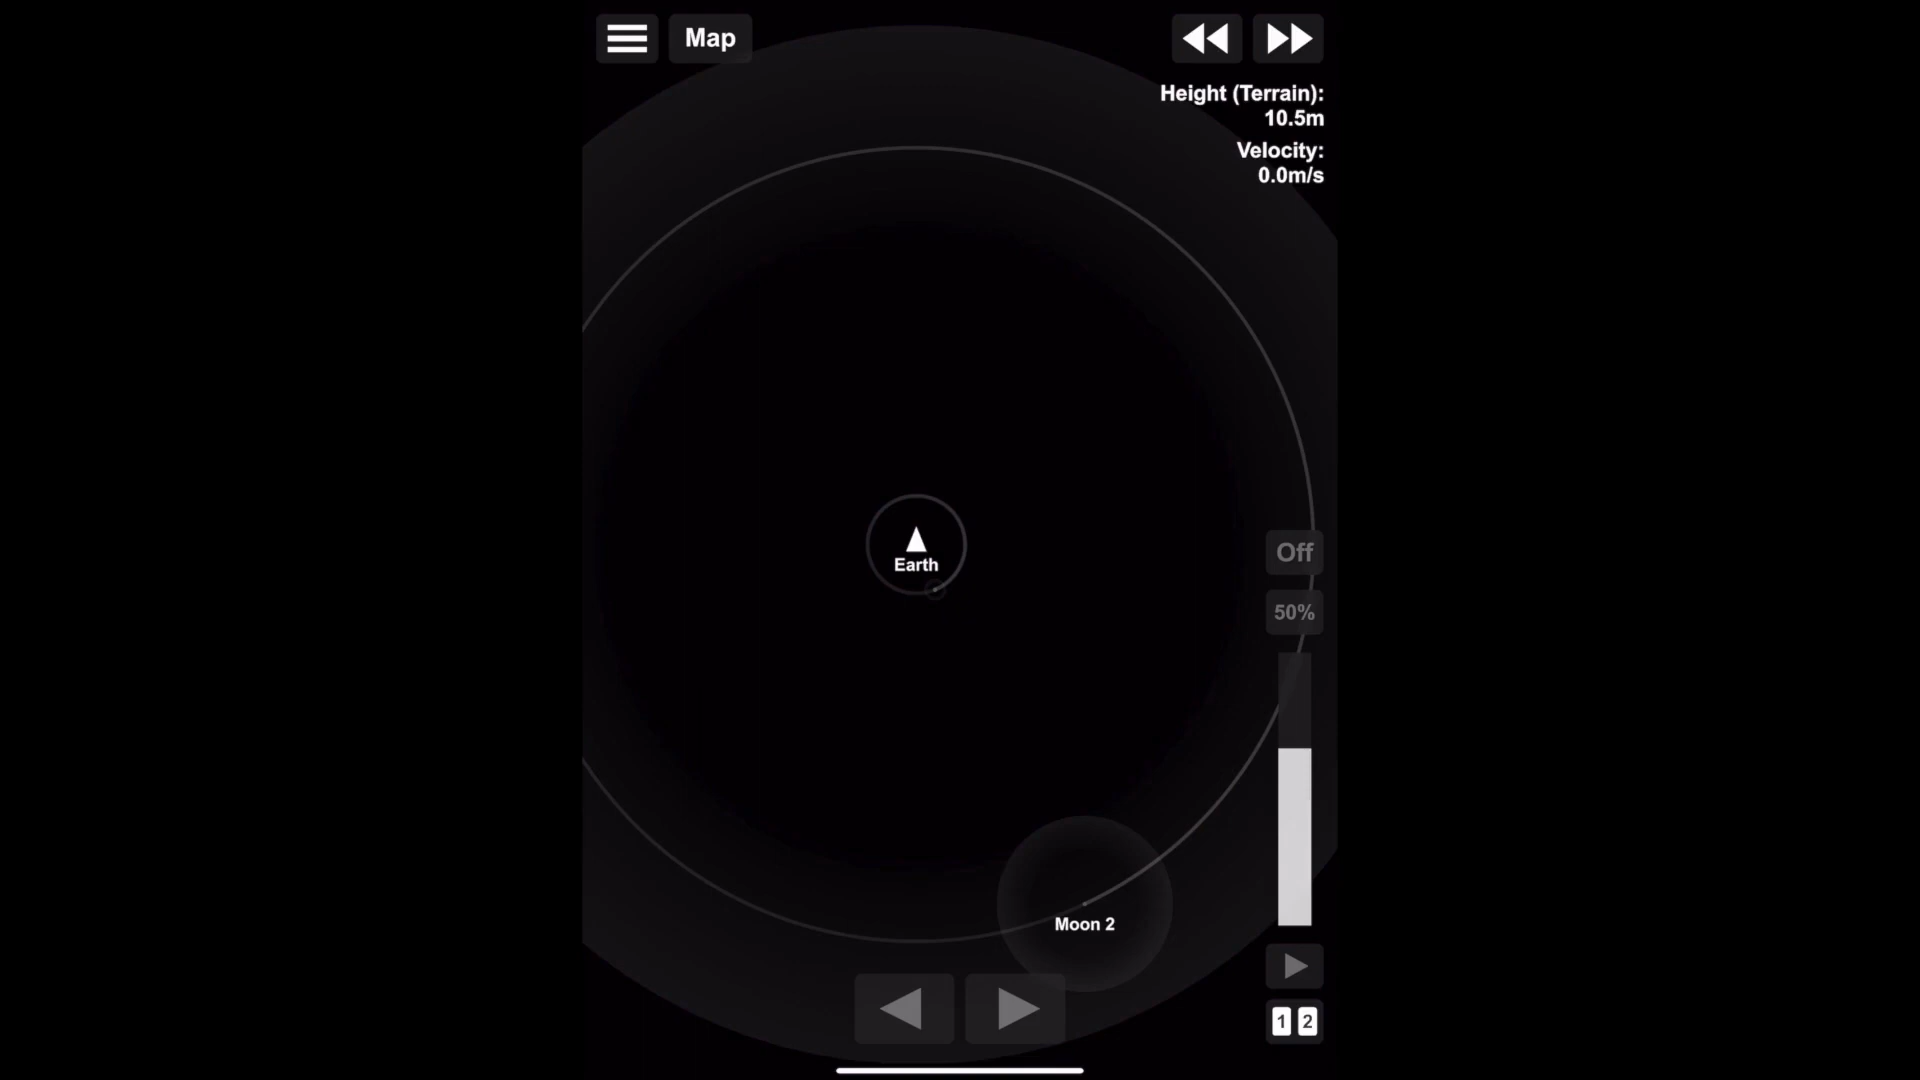 Map
Height (Terrain):
10.5m
Velocity:
0.0m/s
Earth
Off
50%
Moon 2
1 2